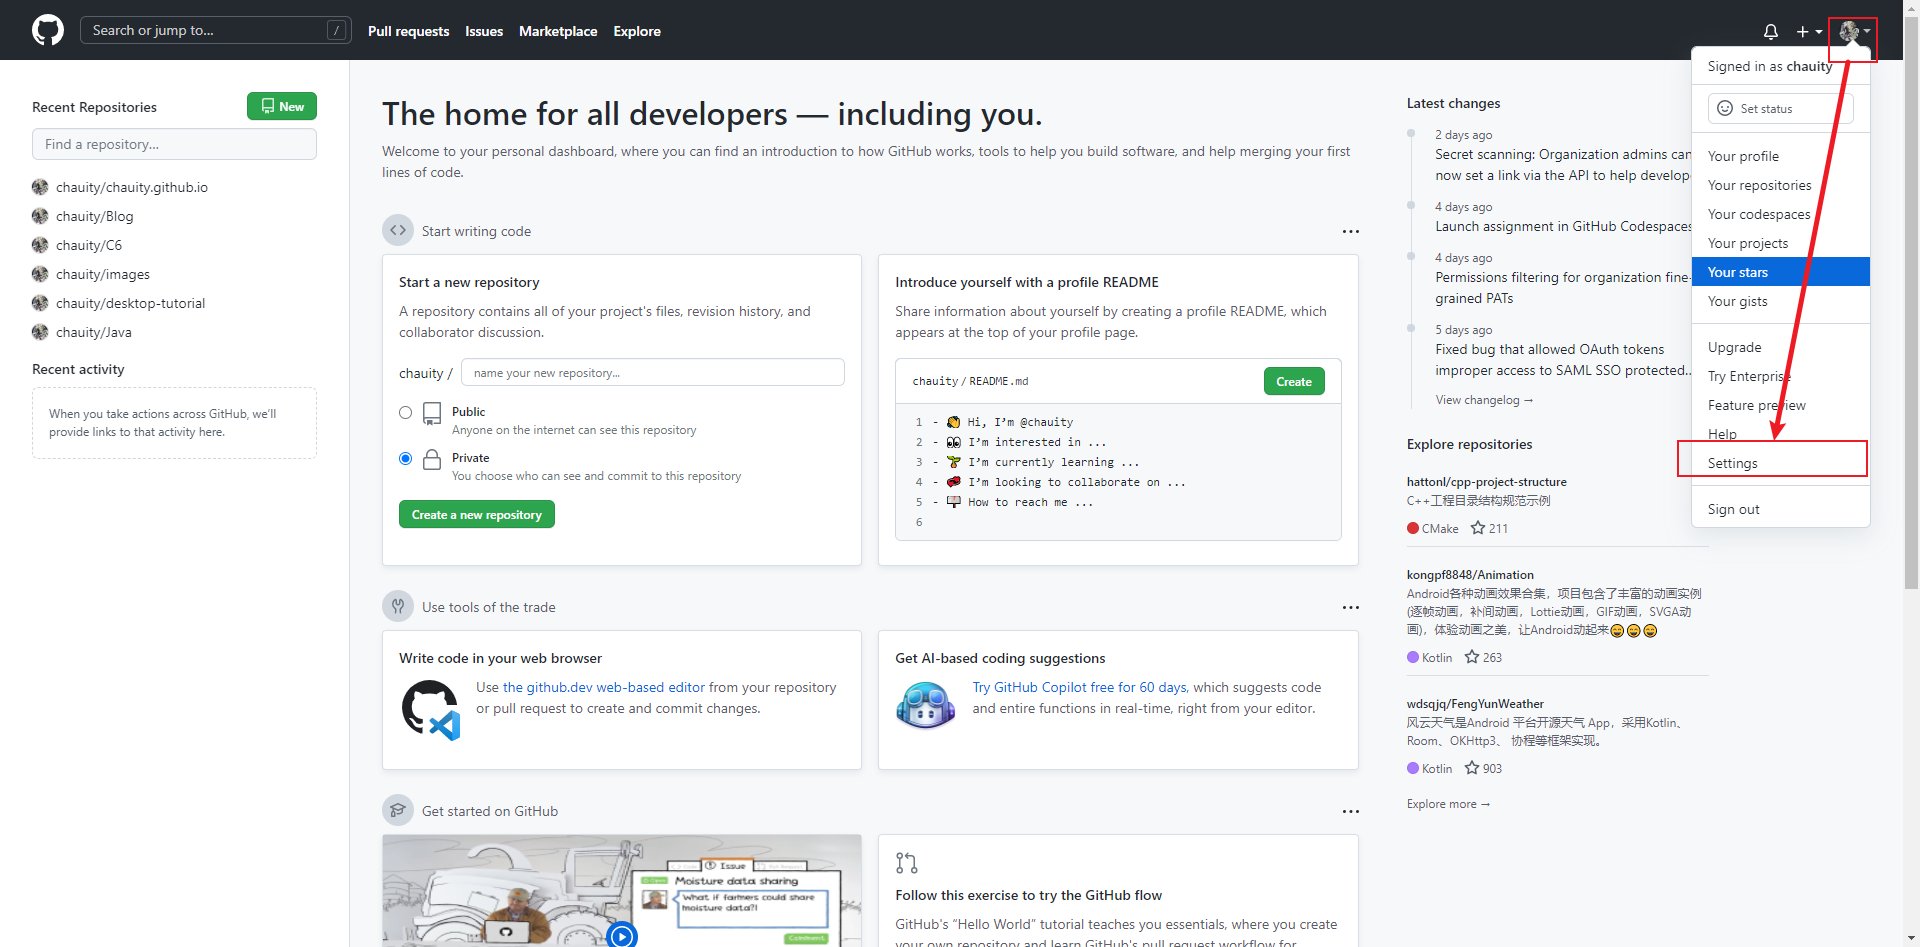 Search or jump to...
/
Pull requests
Issues
Marketplace
Explore
Signed in as chauity
Set status
Your profile
Your repositories
Your codespaces
Your projects
Your stars
Your gists
Upgrade
Try Enterprise
Feature preview
Help
Settings
Sign out
Recent Repositories
New
Find a repository...
chauity/chauity.github.io
chauity/Blog
chauity/C6
chauity/images
chauity/desktop-tutorial
chauity/Java
Recent activity
When you take actions across GitHub, we'll
provide links to that activity here.
The home for all developers — including you.
Welcome to your personal dashboard, where you can find an introduction to how GitHub works, tools to help you build software, and help merging your first
lines of code.
Start writing code
Start a new repository
A repository contains all of your project's files, revision history, and
collaborator discussion.
chauity /
name your new repository...
Public
Anyone on the internet can see this repository
Private
You choose who can see and commit to this repository
Create a new repository
Introduce yourself with a profile README
Share information about yourself by creating a profile README, which
appears at the top of your profile page.
chauity / README.md
Create
1 - 👋 Hi, I'm @chauity
2 - 👀 I'm interested in ...
3 - 🌱 I'm currently learning ...
4 - 💞️ I'm looking to collaborate on ...
5 - 📫 How to reach me ...
6
Use tools of the trade
Write code in your web browser
Use the github.dev web-based editor from your repository
or pull request to create and commit changes.
Get AI-based coding suggestions
Try GitHub Copilot free for 60 days, which suggests code
and entire functions in real-time, right from your editor.
Get started on GitHub
Issue
Moisture data sharing
What if farmers could share
moisture data?!
Comment
Follow this exercise to try the GitHub flow
GitHub's "Hello World" tutorial teaches you essentials, where you create
your own repository and learn GitHub's pull request workflow for
Latest changes
2 days ago
Secret scanning: Organization admins can
now set a link via the API to help develop
4 days ago
Launch assignment in GitHub Codespaces
4 days ago
Permissions filtering for organization fine-
grained PATs
5 days ago
Fixed bug that allowed OAuth tokens
improper access to SAML SSO protected...
View changelog →
Explore repositories
hattonl/cpp-project-structure
C++工程目录结构规范示例
CMake 211
kongpf8848/Animation
Android各种动画效果合集，项目包含了丰富的动画实例
(逐帧动画，补间动画，Lottie动画，GIF动画，SVGA动
画)，体验动画之美，让Android动起来😄😄😄
Kotlin 263
wdsqjq/FengYunWeather
风云天气是Android 平台开源天气 App，采用Kotlin、
Room、OKHttp3、 协程等框架实现。
Kotlin 903
Explore more →